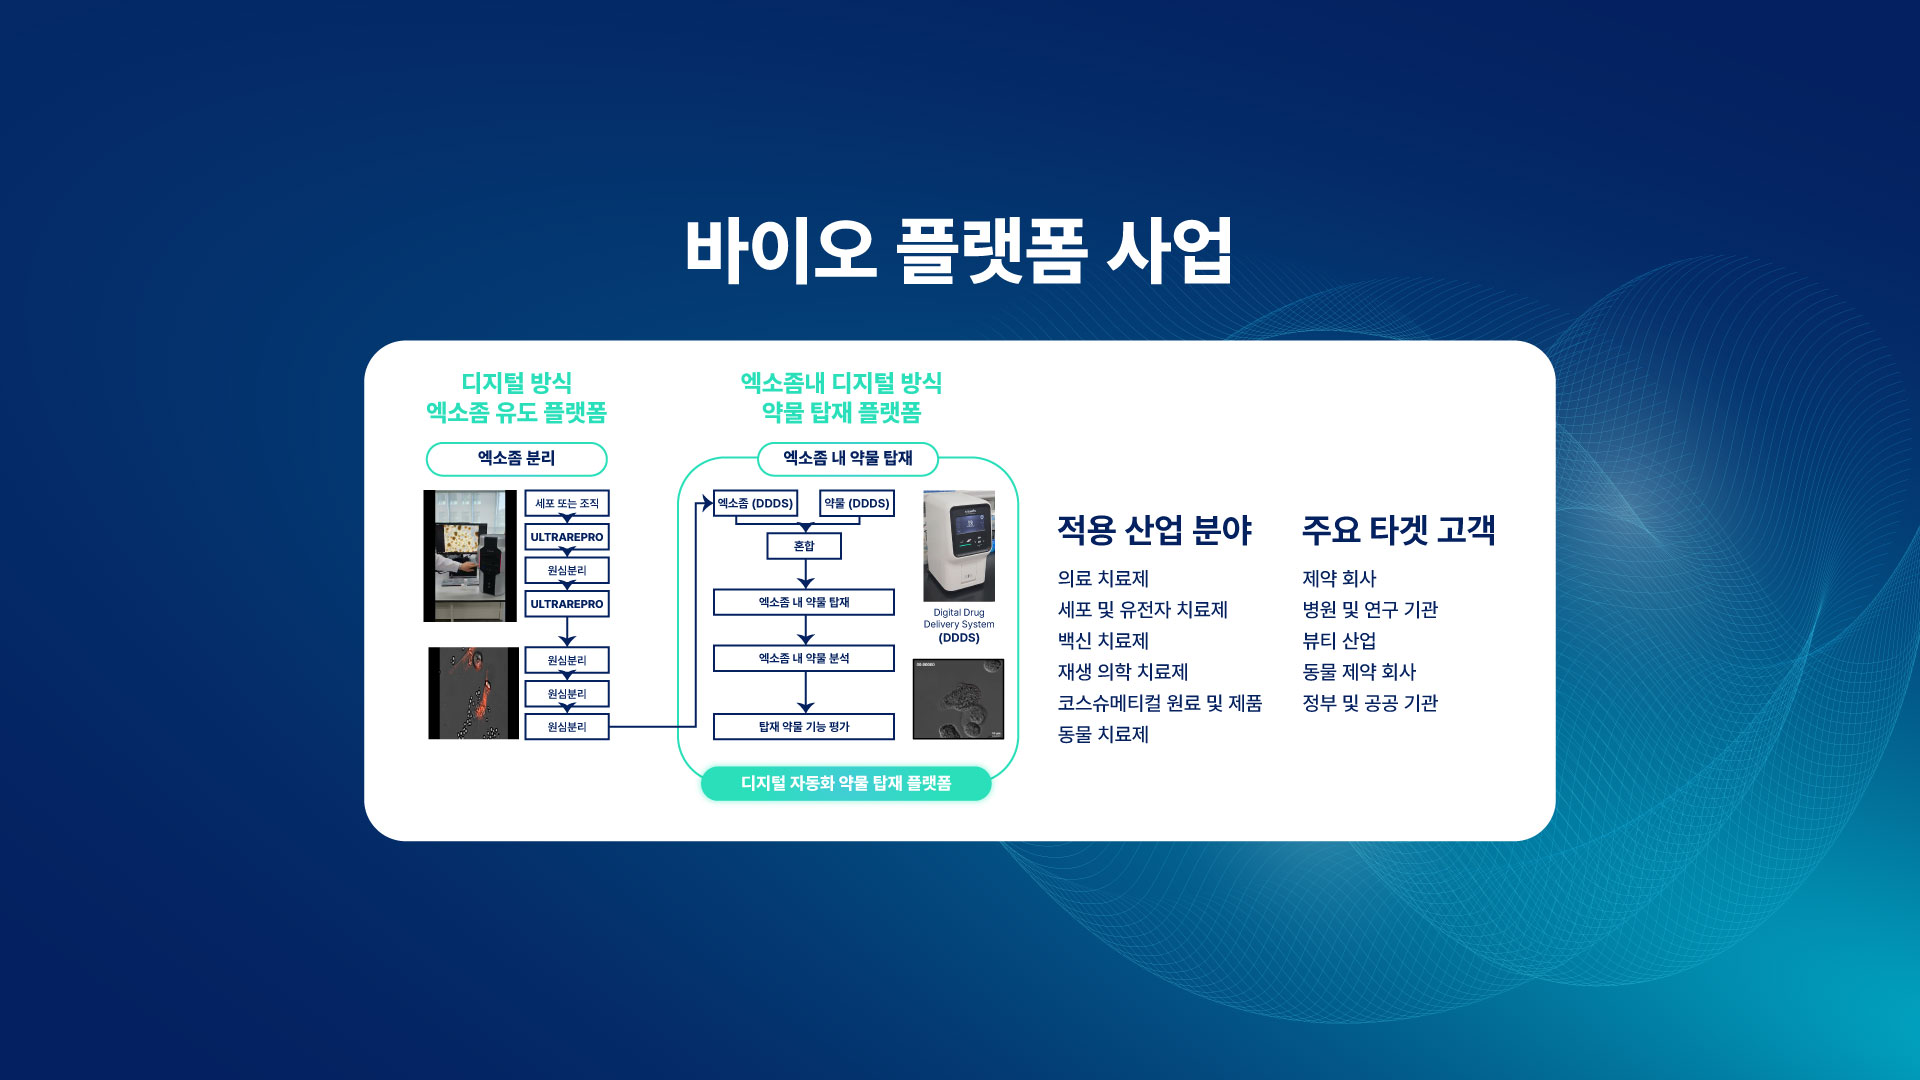 바이오 플랫폼 사업
디지털 방식
엑소좀 유도 플랫폼
엑소좀 분리
세포 또는 조직
ULTRAREPRO
원심분리
ULTRAREPRO
원심분리
원심분리
원심분리
엑소좀내 디지털 방식
약물 탑재 플랫폼
엑소좀 내 약물 탑재
엑소좀 (DDDS)
약물 (DDDS)
혼합
엑소좀 내 약물 탑재
엑소좀 내 약물 분석
탑재 약물 기능 평가
Digital Drug
Delivery System
(DDDS)
디지털 자동화 약물 탑재 플랫폼
적용 산업 분야
의료 치료제
세포 및 유전자 치료제
백신 치료제
재생 의학 치료제
코스슈메티컬 원료 및 제품
동물 치료제
주요 타겟 고객
제약 회사
병원 및 연구 기관
뷰티 산업
동물 제약 회사
정부 및 공공 기관